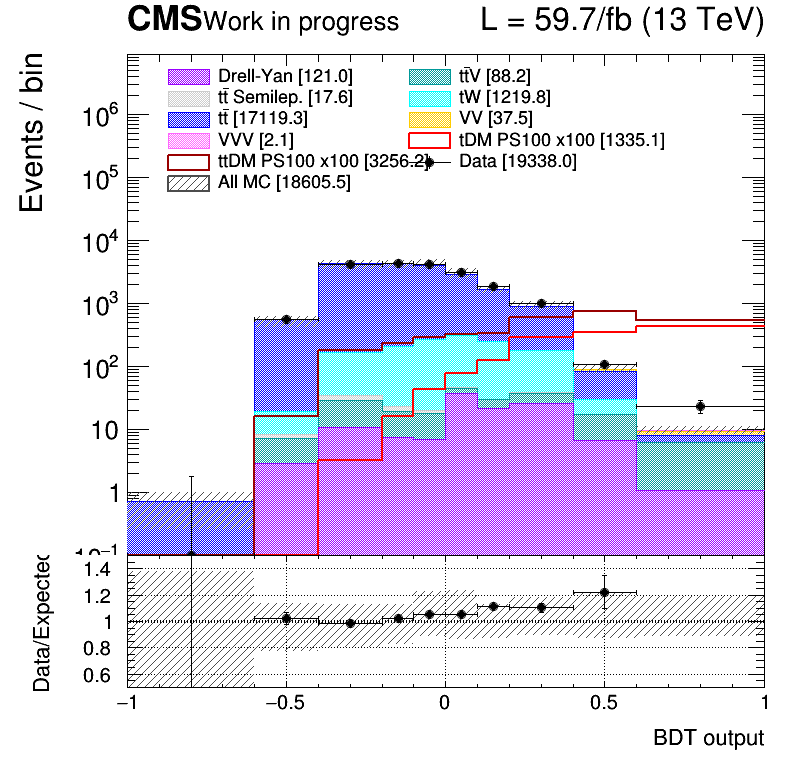 CMS Work in progress L = 59.7/fb (13 TeV)
Events / bin
Drell-Yan [121.0] tt̄V [88.2]
tt̄ Semilep. [17.6] tW [1219.8]
tt̄ [17119.3] VV [37.5]
VVV [2.1] tDM PS100 x100 [1335.1]
ttDM PS100 x100 [3256.2] Data [19338.0]
All MC [18605.5]
10⁶
10⁵
10⁴
10³
10²
10
1
10⁻¹
Data/Expected
1.4
1.2
1
0.8
0.6
−1 −0.5 0 0.5 1
BDT output